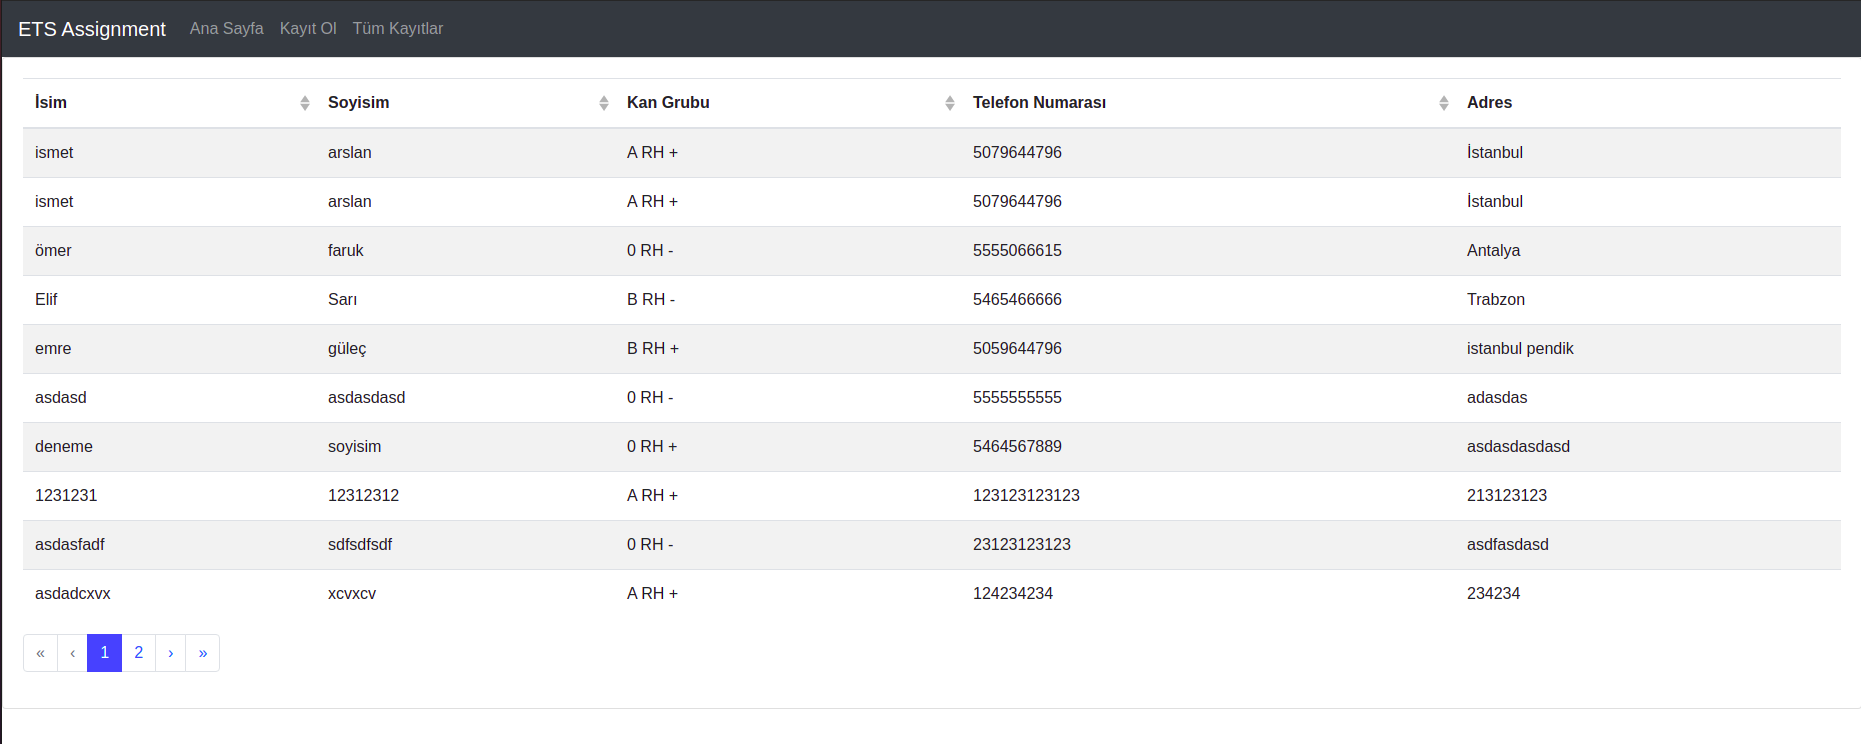 ETS Assignment Ana Sayfa Kayıt Ol Tüm Kayıtlar
İsim Soyisim Kan Grubu Telefon Numarası Adres
ismet arslan A RH + 5079644796 İstanbul
ismet arslan A RH + 5079644796 İstanbul
ömer faruk 0 RH - 5555066615 Antalya
Elif Sarı B RH - 5465466666 Trabzon
emre güleç B RH + 5059644796 istanbul pendik
asdasd asdasdasd 0 RH - 5555555555 adasdas
deneme soyisim 0 RH + 5464567889 asdasdasdasd
1231231 12312312 A RH + 123123123123 213123123
asdasfadf sdfsdfsdf 0 RH - 23123123123 asdfasdasd
asdadcxvx xcvxcv A RH + 124234234 234234
« ‹ 1 2 › »